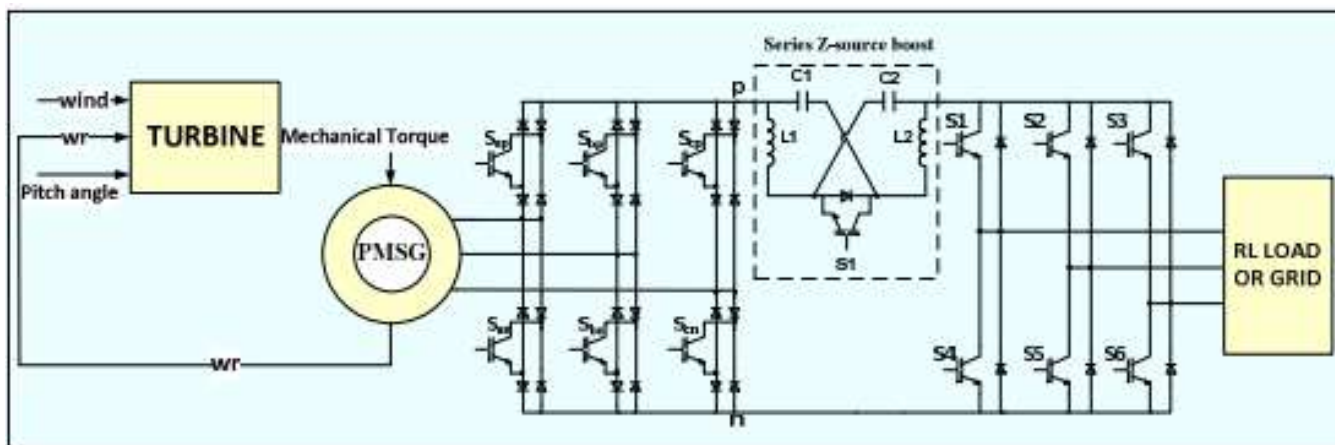 Series Z-source boost
C1
C2
p
wind
wr
TURBINE
Mechanical Torque
Pitch angle
L1
L2
S1
S2
S3
PMSG
S1
RL LOAD
OR GRID
wr
S4
S5
S6
n